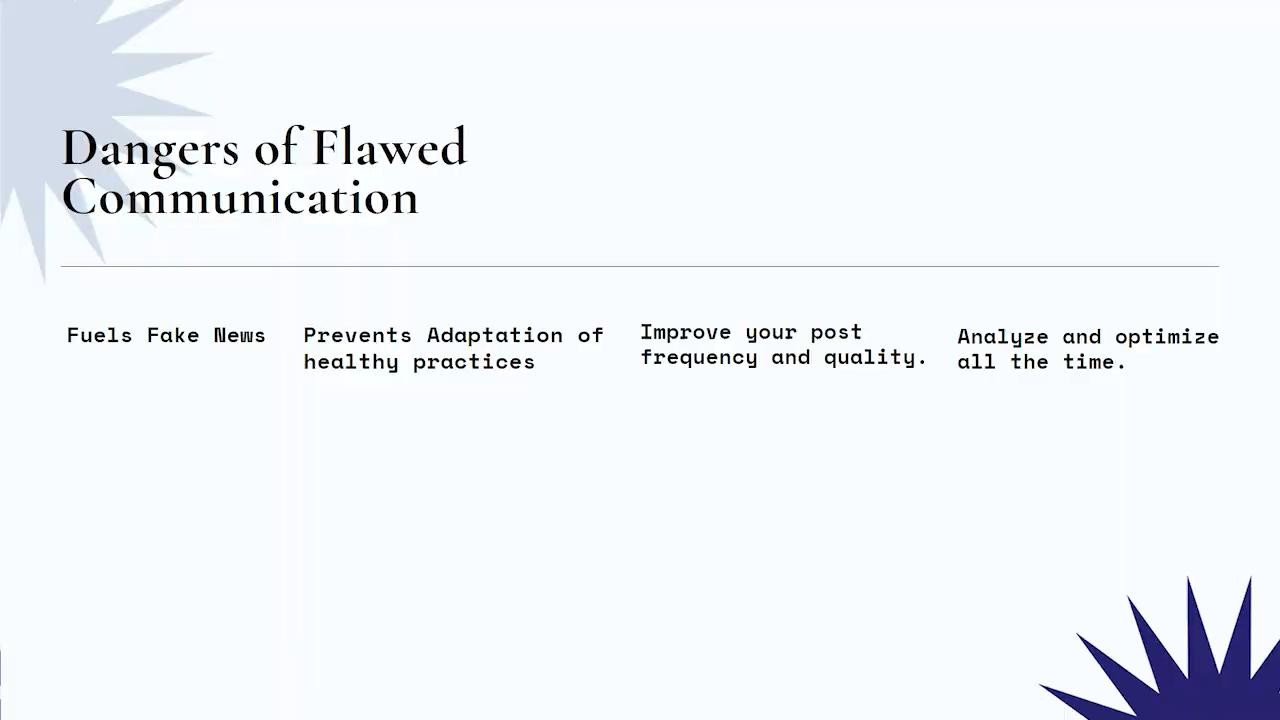 Dangers of Flawed
Communication
Fuels Fake News
Prevents Adaptation of
healthy practices
Improve your post
frequency and quality.
Analyze and optimize
all the time.